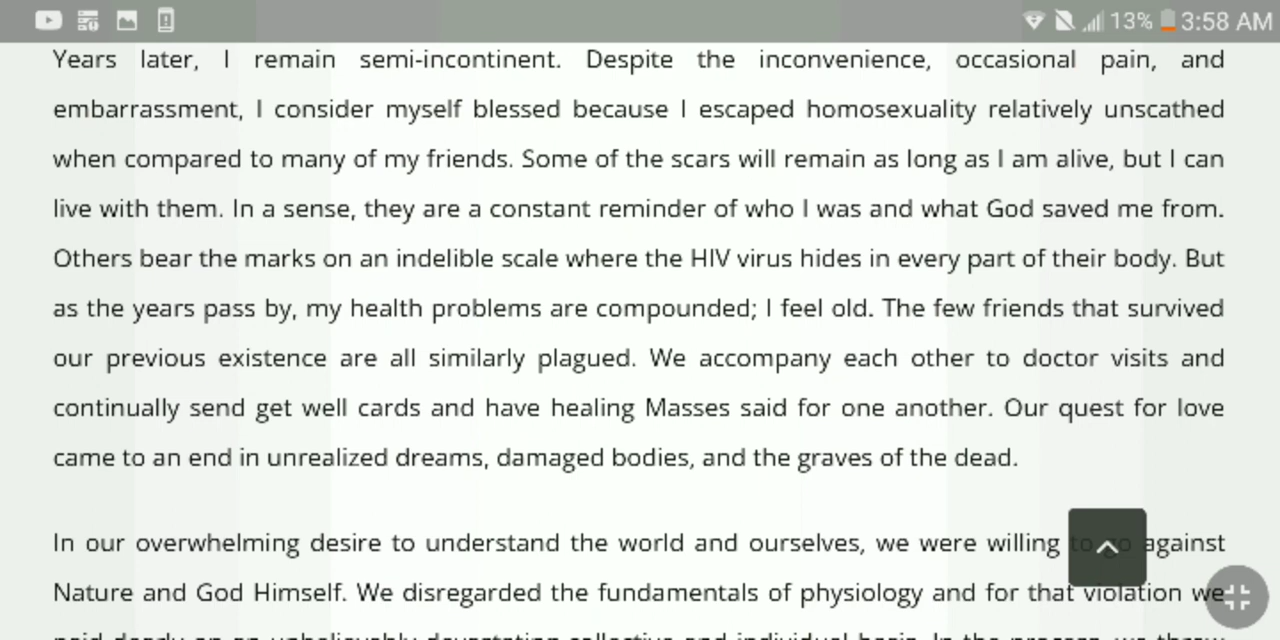 13% 3:58 AM
Years later, I remain semi-incontinent. Despite the inconvenience, occasional pain, and
embarrassment, I consider myself blessed because I escaped homosexuality relatively unscathed
when compared to many of my friends. Some of the scars will remain as long as I am alive, but I can
live with them. In a sense, they are a constant reminder of who I was and what God saved me from.
Others bear the marks on an indelible scale where the HIV virus hides in every part of their body. But
as the years pass by, my health problems are compounded; I feel old. The few friends that survived
our previous existence are all similarly plagued. We accompany each other to doctor visits and
continually send get well cards and have healing Masses said for one another. Our quest for love
came to an end in unrealized dreams, damaged bodies, and the graves of the dead.
In our overwhelming desire to understand the world and ourselves, we were willing to go against
Nature and God Himself. We disregarded the fundamentals of physiology and for that violation we